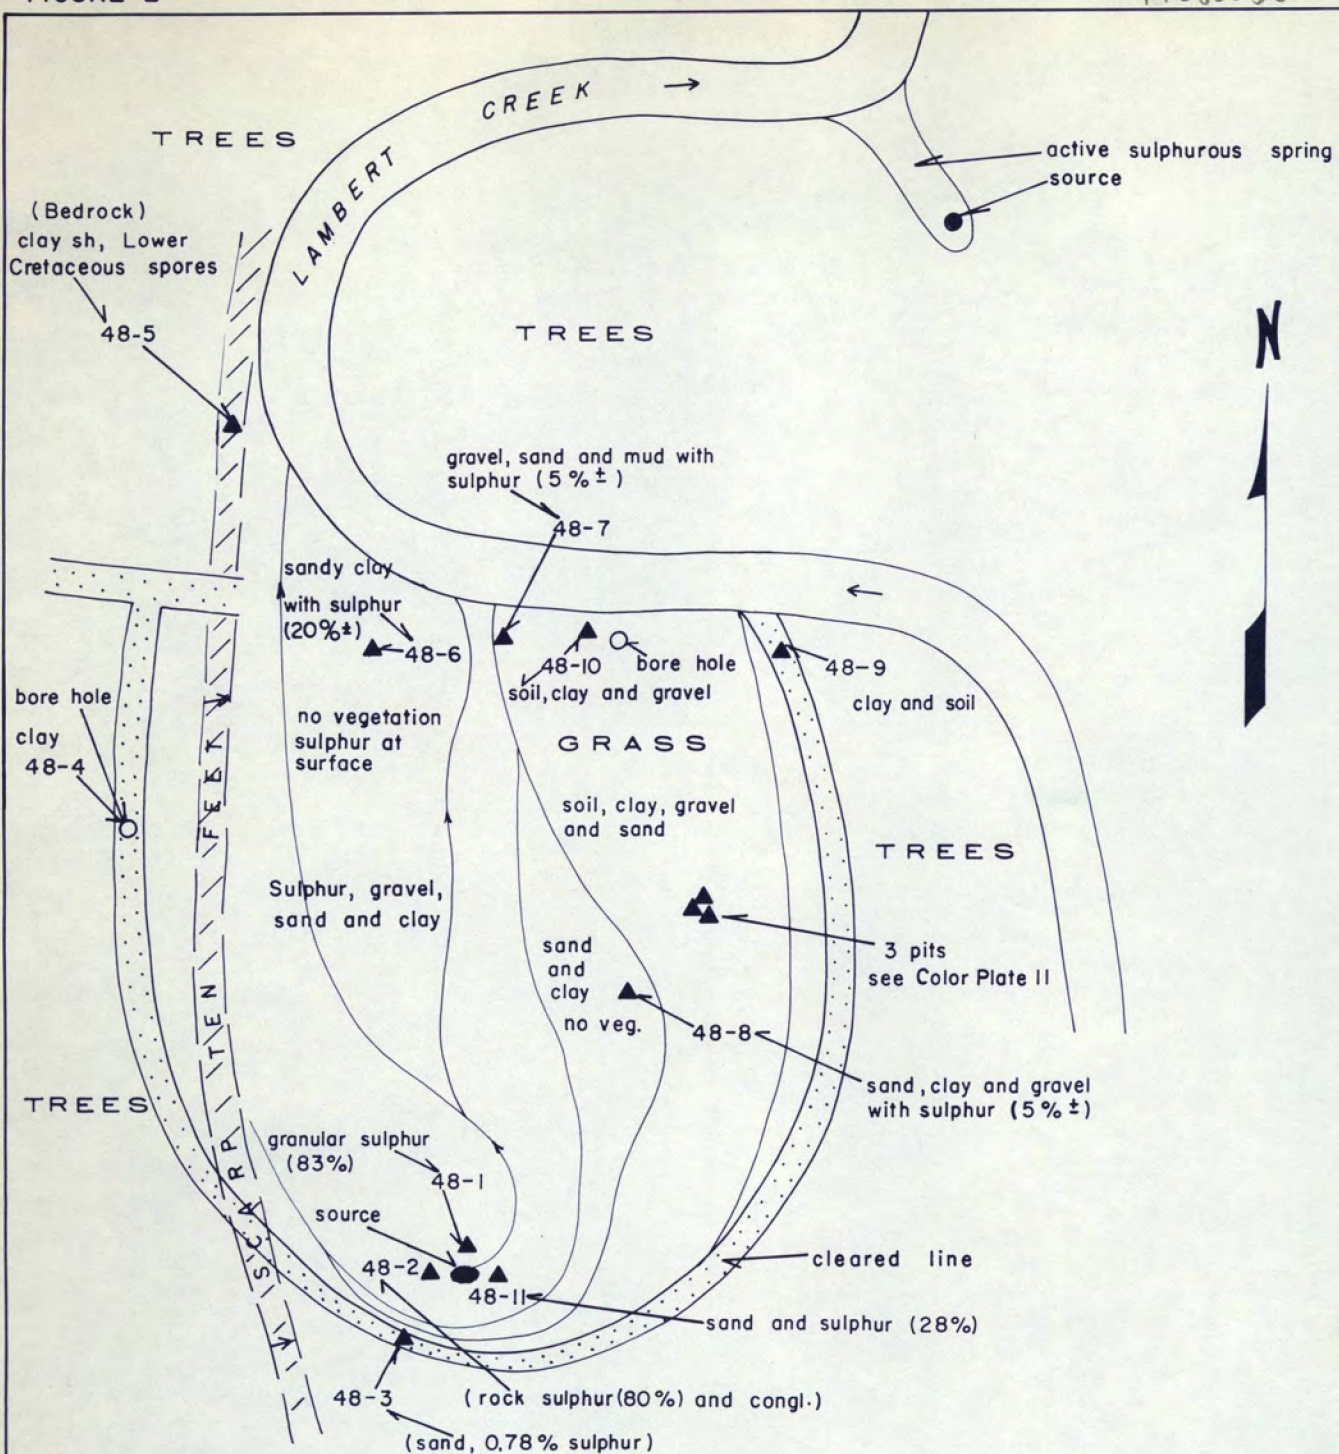 LAMBERT CREEK →
TREES
active sulphurous spring
source
(Bedrock)
clay sh, Lower
Cretaceous spores
48-5
TREES
N
gravel, sand and mud with
sulphur (5%±)
48-7
sandy clay
with sulphur
(20%±)
48-6
48-10
bore hole
soil, clay and gravel
48-9
clay and soil
bore hole
clay
48-4
no vegetation
sulphur at
surface
GRASS
soil, clay, gravel
and sand
TREES
Sulphur, gravel,
sand and clay
SCARP TEN FEET
sand
and
clay
no veg.
3 pits
see Color Plate II
48-8
sand, clay and gravel
with sulphur (5%±)
TREES
granular sulphur
(83%)
48-1
source
48-2
48-11
cleared line
sand and sulphur (28%)
48-3
(rock sulphur (80%) and congl.)
(sand, 0.78% sulphur)